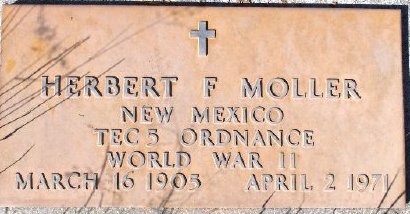 HERBERT F MOLLER
NEW MEXICO
TEC 5 ORDNANCE
WORLD WAR II
MARCH 16 1905 APRIL 2 1971